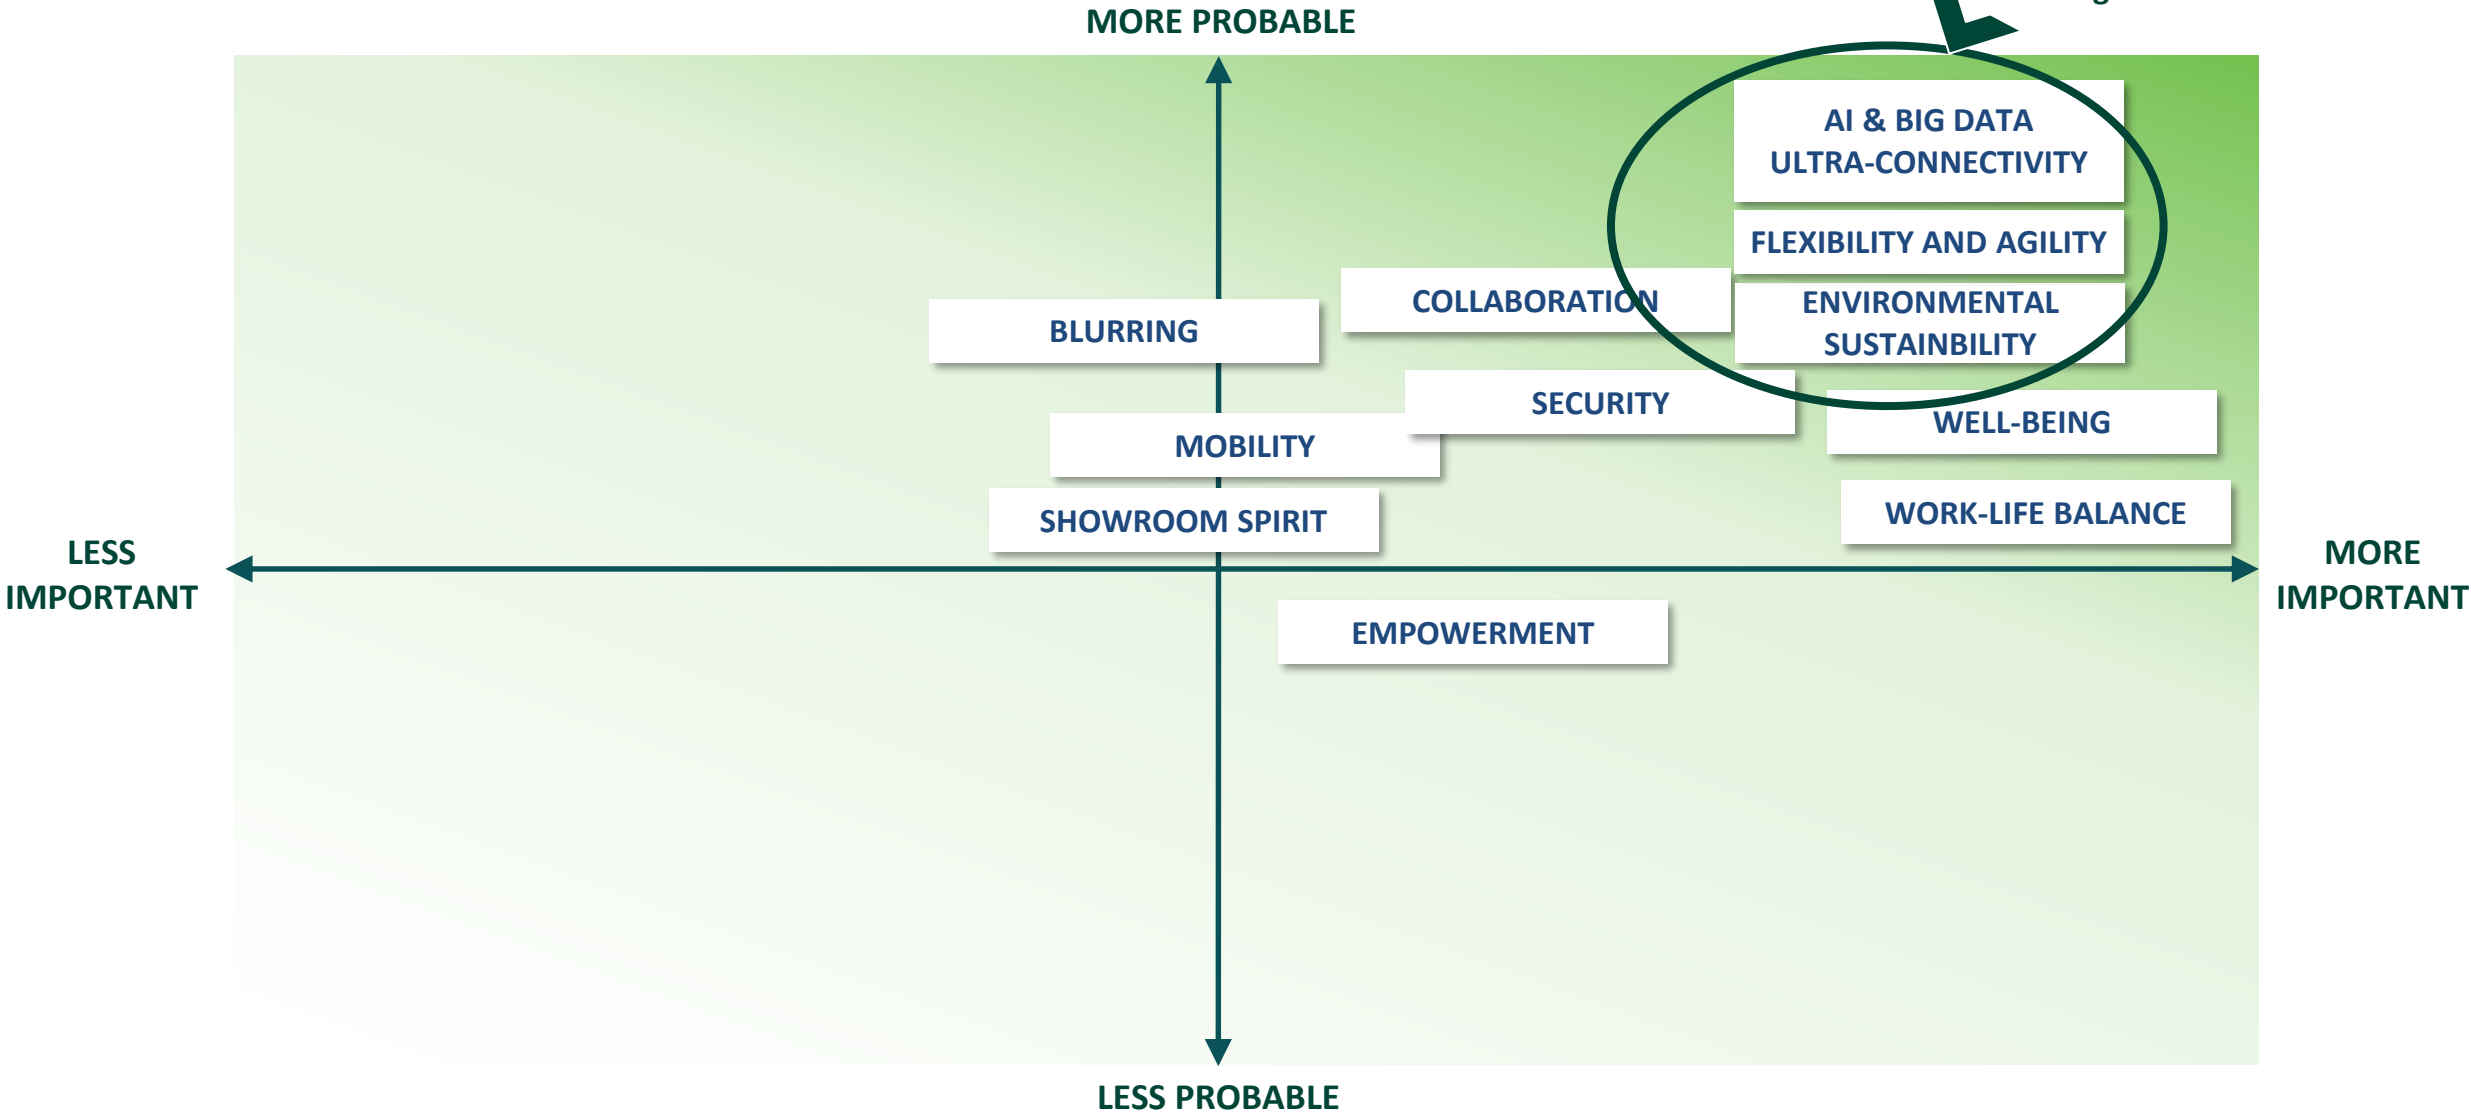 MORE PROBABLE
AI & BIG DATA
ULTRA-CONNECTIVITY
FLEXIBILITY AND AGILITY
COLLABORATION
ENVIRONMENTAL
SUSTAINBILITY
BLURRING
SECURITY
WELL-BEING
MOBILITY
WORK-LIFE BALANCE
SHOWROOM SPIRIT
LESS
IMPORTANT
MORE
IMPORTANT
EMPOWERMENT
LESS PROBABLE